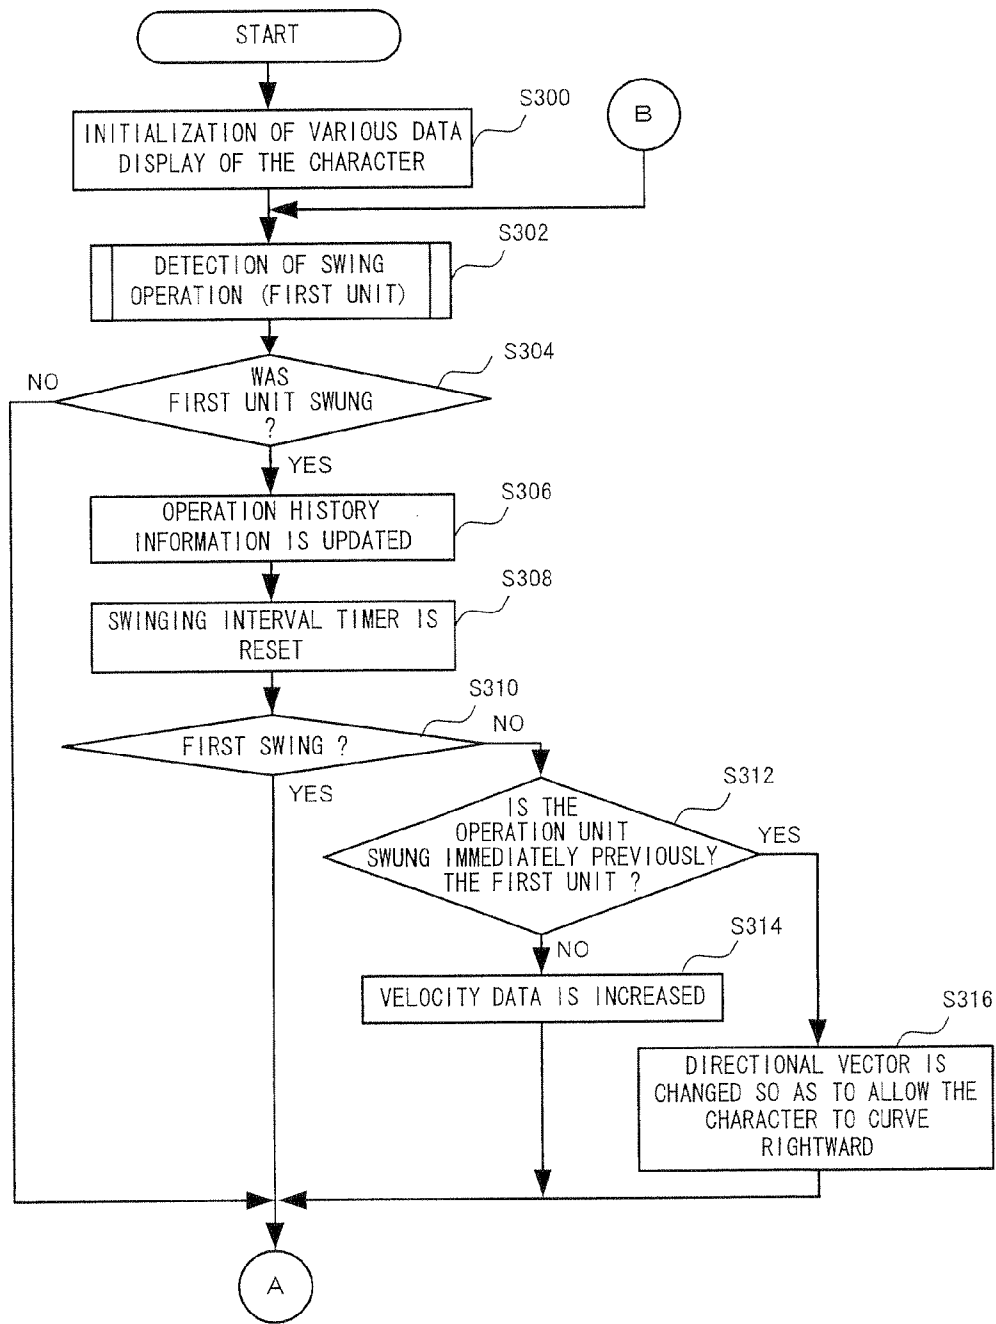 START
S300
B
INITIALIZATION OF VARIOUS DATA
DISPLAY OF THE CHARACTER
S302
DETECTION OF SWING
OPERATION (FIRST UNIT)
S304
NO
WAS
FIRST UNIT SWUNG
?
YES
S306
OPERATION HISTORY
INFORMATION IS UPDATED
S308
SWINGING INTERVAL TIMER IS
RESET
S310
NO
FIRST SWING ?
YES
S312
IS THE
OPERATION UNIT
SWUNG IMMEDIATELY PREVIOUSLY
THE FIRST UNIT ?
YES
NO
S314
VELOCITY DATA IS INCREASED
S316
DIRECTIONAL VECTOR IS
CHANGED SO AS TO ALLOW THE
CHARACTER TO CURVE
RIGHTWARD
A